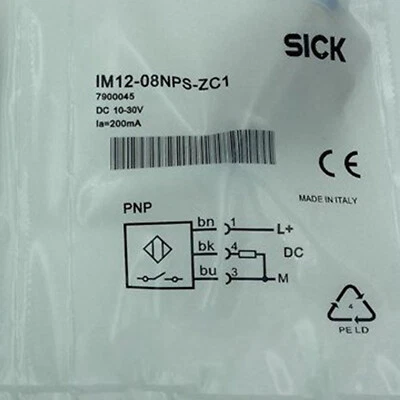 SICK
IM12-08NPS-ZC1
7900045
DC 10-30V
Ia=200mA
CE
MADE IN ITALY
PNP
bn 1 L+
bk 4 DC
bu 3 M
4
PE LD